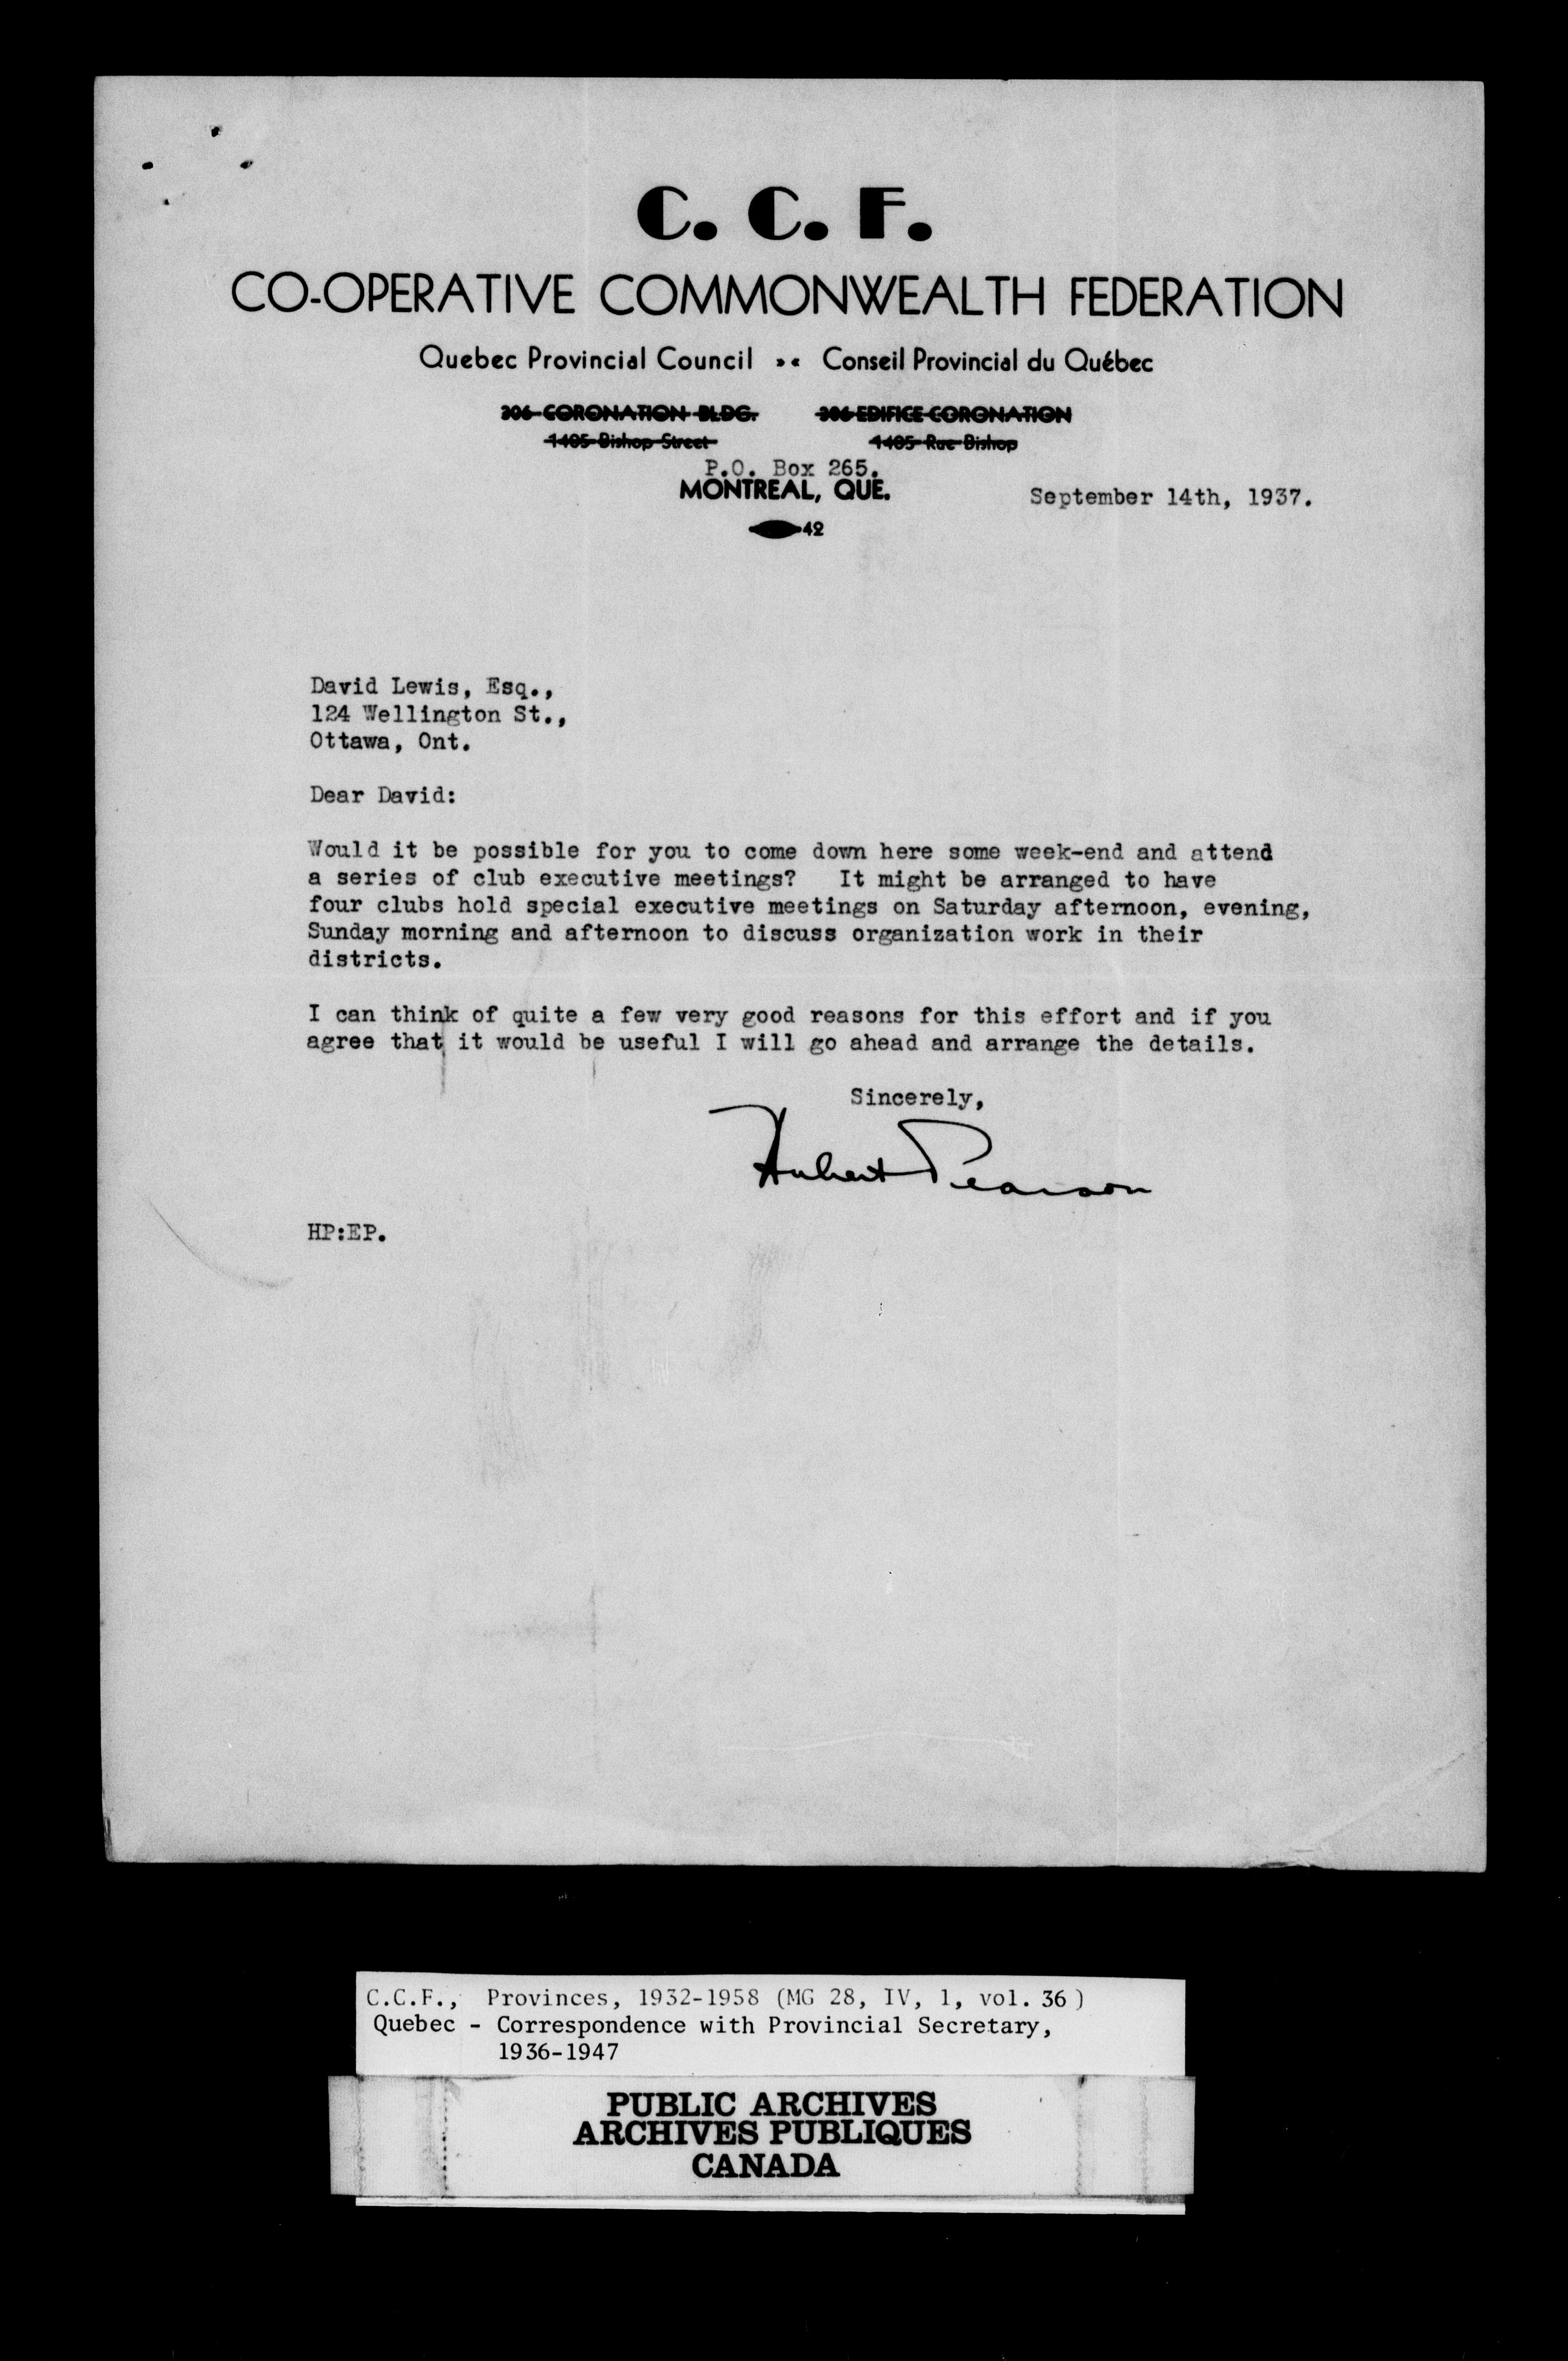 C. C. F.
CO-OPERATIVE COMMONWEALTH FEDERATION
Quebec Provincial Council »« Conseil Provincial du Québec
306 CORONATION BLDG. 306 EDIFICE CORONATION
1405 Bishop Street 1405 Rue Bishop
P.O. Box 265.
MONTREAL, QUE.
September 14th, 1937.
42
David Lewis, Esq.,
124 Wellington St.,
Ottawa, Ont.
Dear David:
Would it be possible for you to come down here some week-end and attend
a series of club executive meetings? It might be arranged to have
four clubs hold special executive meetings on Saturday afternoon, evening,
Sunday morning and afternoon to discuss organization work in their
districts.
I can think of quite a few very good reasons for this effort and if you
agree that it would be useful I will go ahead and arrange the details.
Sincerely,
Hubert Pearson
HP:EP.
C.C.F., Provinces, 1932-1958 (MG 28, IV, 1, vol. 36 )
Quebec - Correspondence with Provincial Secretary,
1936-1947
PUBLIC ARCHIVES
ARCHIVES PUBLIQUES
CANADA